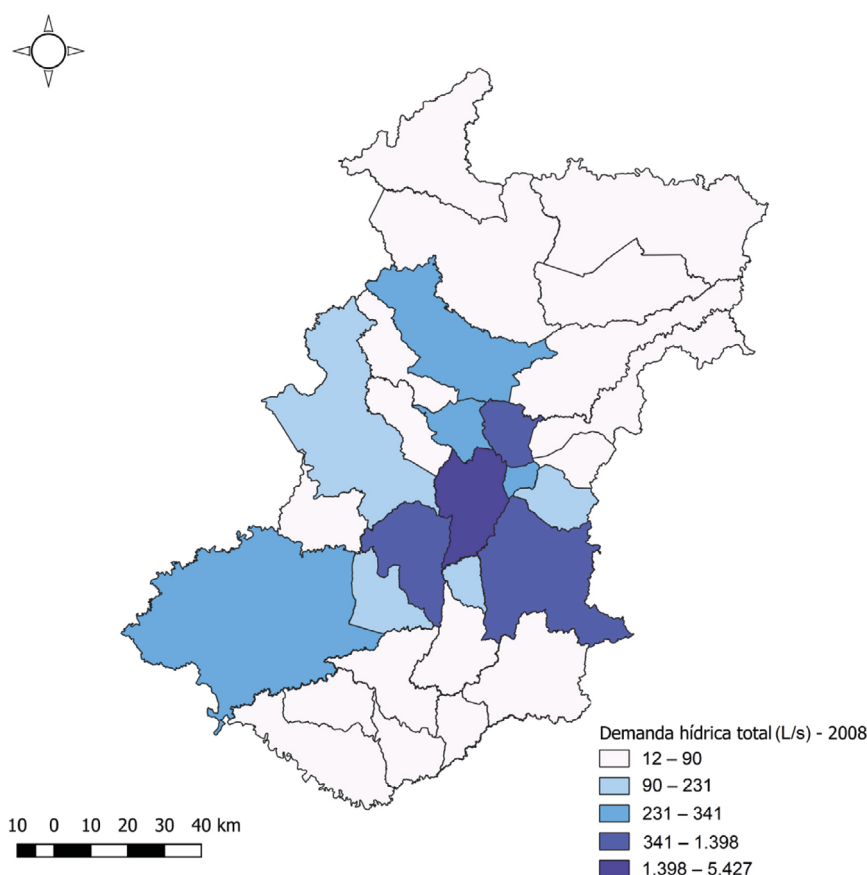 Demanda hídrica total (L/s) - 2008
12 – 90
90 – 231
231 – 341
341 – 1.398
1.398 – 5.427
10 0 10 20 30 40 km